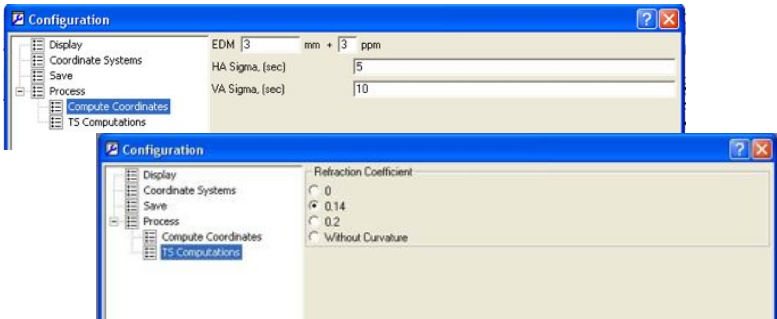 Configuration
Display
Coordinate Systems
Save
Process
Compute Coordinates
TS Computations
EDM 3 mm + 3 ppm
HA Sigma, (sec) 5
VA Sigma, (sec) 10
Configuration
Display
Coordinate Systems
Save
Process
Compute Coordinates
TS Computations
Refraction Coefficient
0
0.14
0.2
Without Curvature